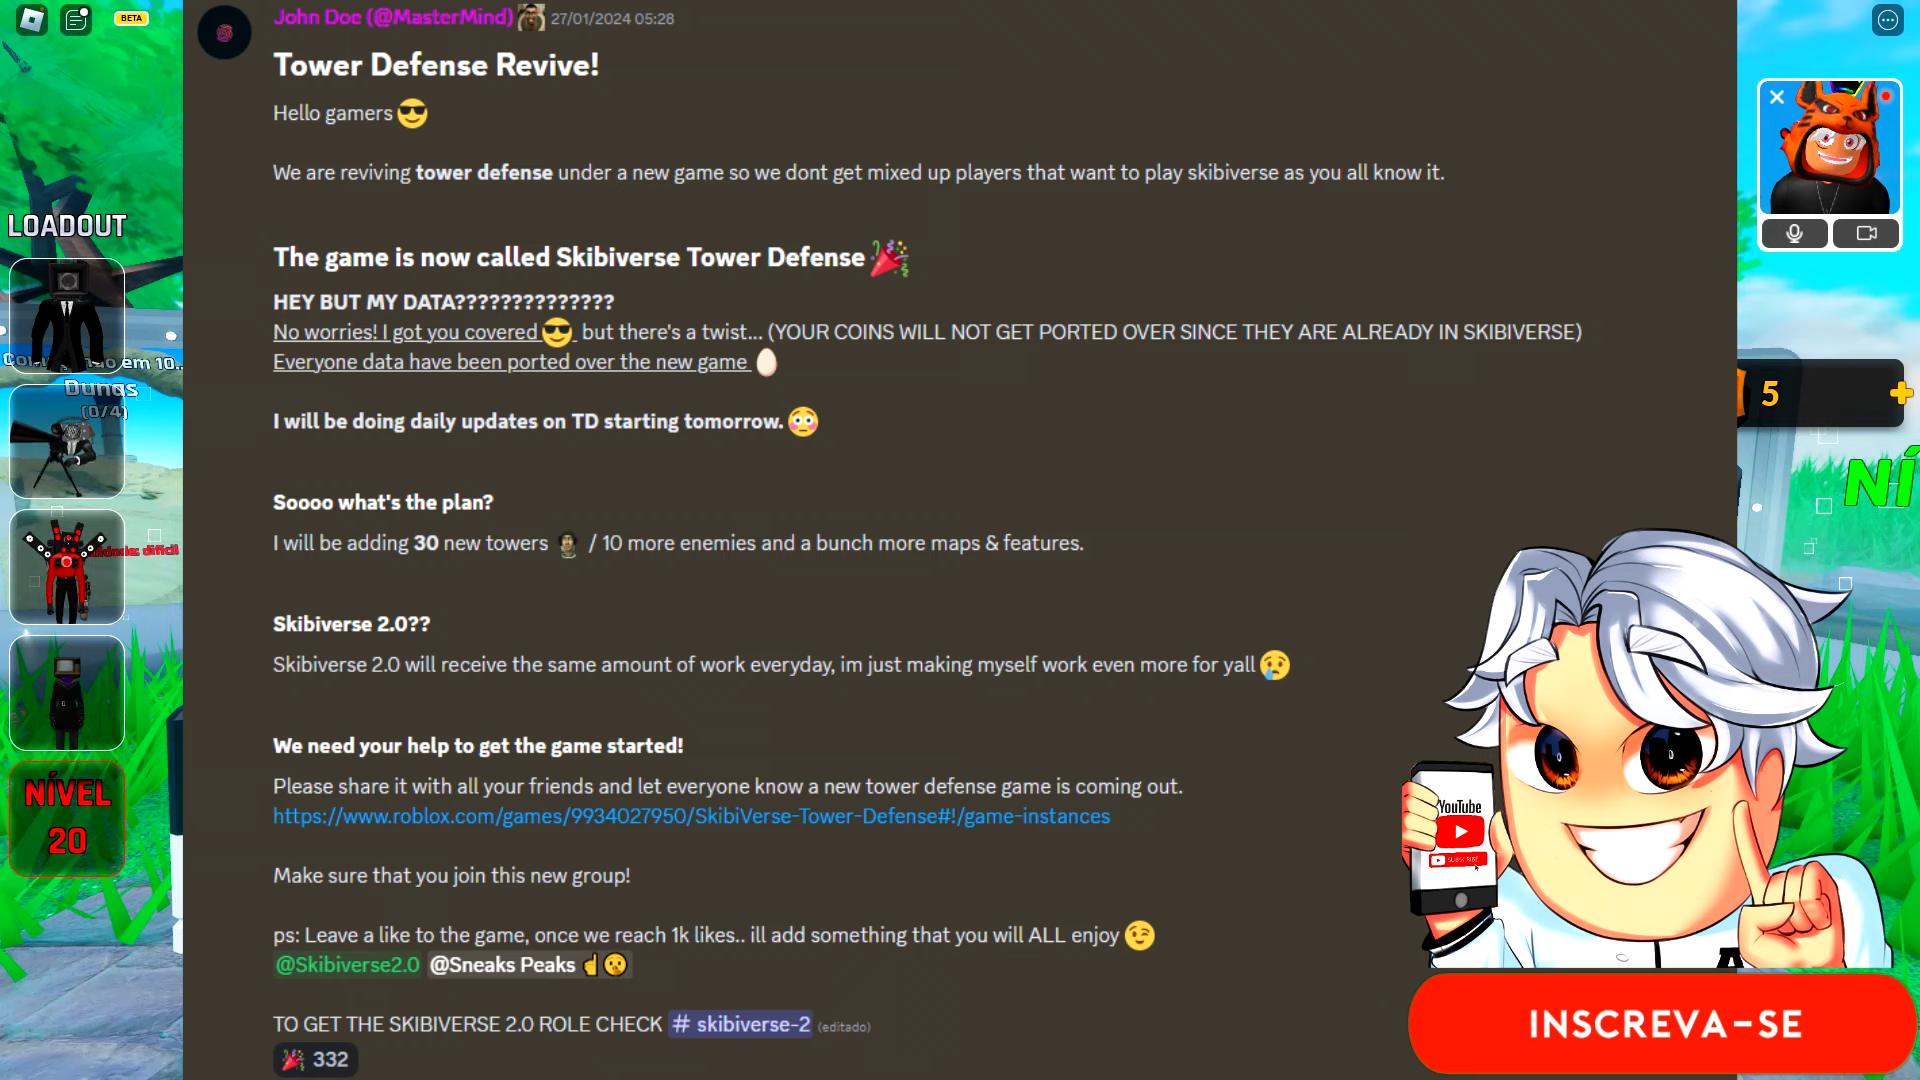 BETA
John Doe (@MasterMind) 27/01/2024 05:28
Tower Defense Revive!
Hello gamers
We are reviving tower defense under a new game so we dont get mixed up players that want to play skibiverse as you all know it.
The game is now called Skibiverse Tower Defense
HEY BUT MY DATA??????????????
No worries! I got you covered but there's a twist... (YOUR COINS WILL NOT GET PORTED OVER SINCE THEY ARE ALREADY IN SKIBIVERSE)
Everyone data have been ported over the new game
I will be doing daily updates on TD starting tomorrow.
Soooo what's the plan?
I will be adding 30 new towers / 10 more enemies and a bunch more maps & features.
Skibiverse 2.0??
Skibiverse 2.0 will receive the same amount of work everyday, im just making myself work even more for yall
We need your help to get the game started!
Please share it with all your friends and let everyone know a new tower defense game is coming out.
https://www.roblox.com/games/9934027950/SkibiVerse-Tower-Defense#!/game-instances
Make sure that you join this new group!
ps: Leave a like to the game, once we reach 1k likes.. ill add something that you will ALL enjoy
@Skibiverse2.0 @Sneaks Peaks
TO GET THE SKIBIVERSE 2.0 ROLE CHECK # skibiverse-2 (editado)
332
LOADOUT
em 10..
Dunas
(0/4)
difícil
NÍVEL
20
5
NÍ
YouTube
SUBSCRIBE
INSCREVA-SE